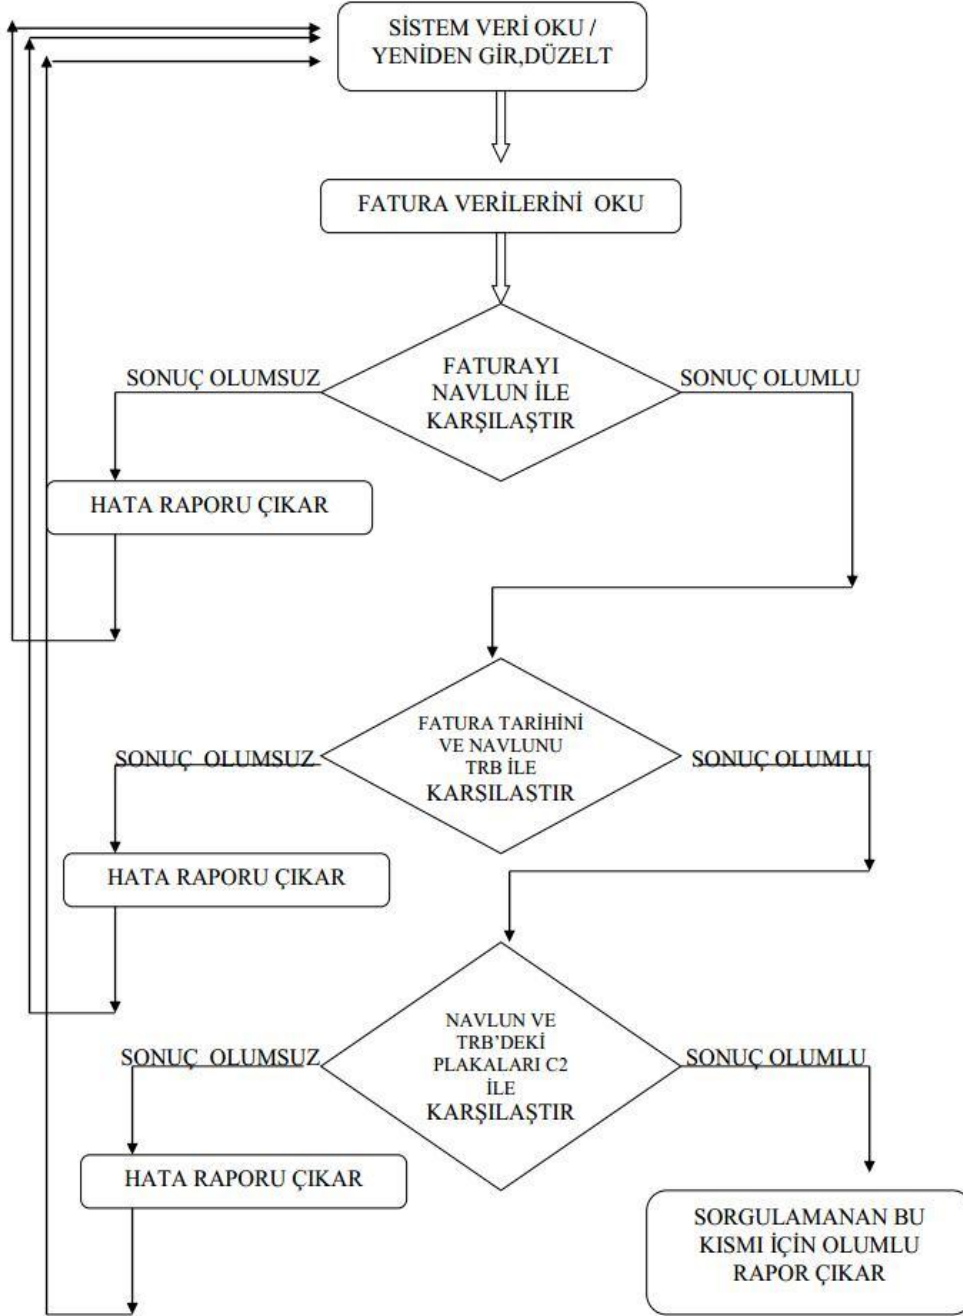 SİSTEM VERİ OKU /
YENİDEN GİR,DÜZELT
FATURA VERİLERİNİ OKU
FATURAYI
NAVLUN İLE
KARŞILAŞTIR
SONUÇ OLUMSUZ
SONUÇ OLUMLU
HATA RAPORU ÇIKAR
FATURA TARİHİNİ
VE NAVLUNU
TRB İLE
KARŞILAŞTIR
SONUÇ OLUMSUZ
SONUÇ OLUMLU
HATA RAPORU ÇIKAR
NAVLUN VE
TRB’DEKİ
PLAKALARI C2
İLE
KARŞILAŞTIR
SONUÇ OLUMSUZ
SONUÇ OLUMLU
HATA RAPORU ÇIKAR
SORGULAMANAN BU
KISMI İÇİN OLUMLU
RAPOR ÇIKAR